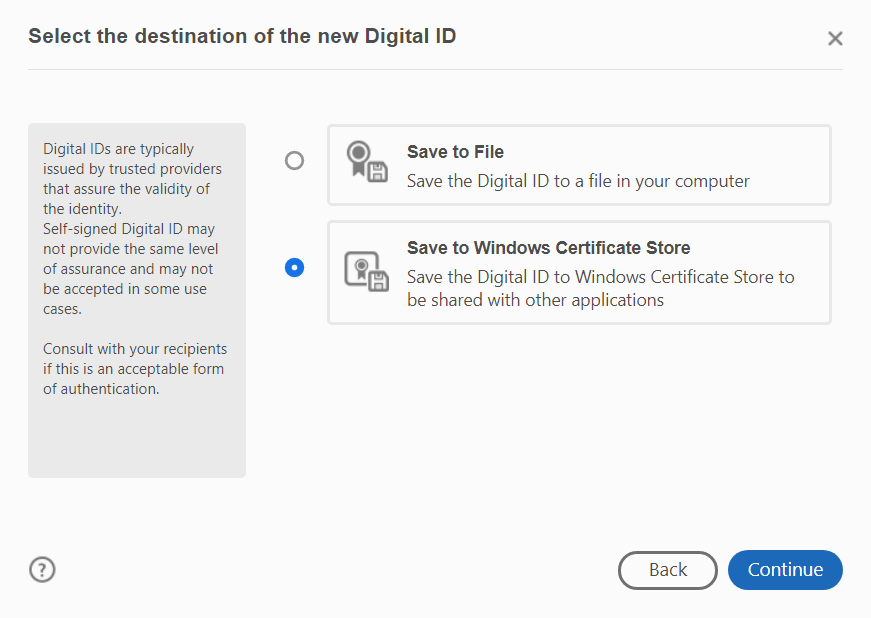 Select the destination of the new Digital ID
Digital IDs are typically
issued by trusted providers
that assure the validity of
the identity.
Self-signed Digital ID may
not provide the same level
of assurance and may not
be accepted in some use
cases.
Consult with your recipients
if this is an acceptable form
of authentication.
Save to File
Save the Digital ID to a file in your computer
Save to Windows Certificate Store
Save the Digital ID to Windows Certificate Store to
be shared with other applications
?
Back
Continue